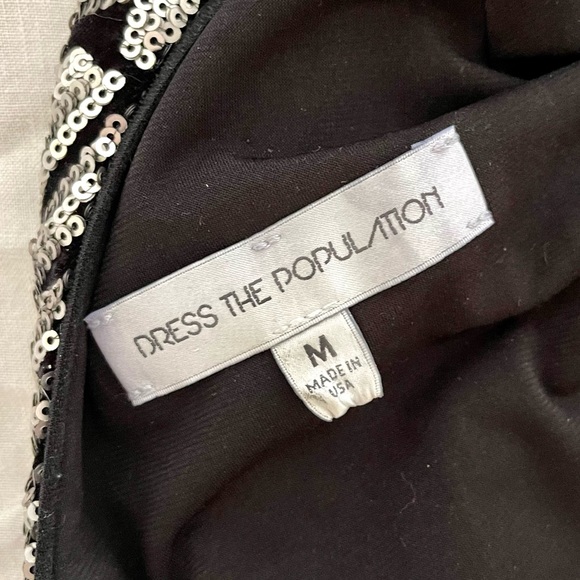 DRESS THE POPULATION
M
MADE IN
USA